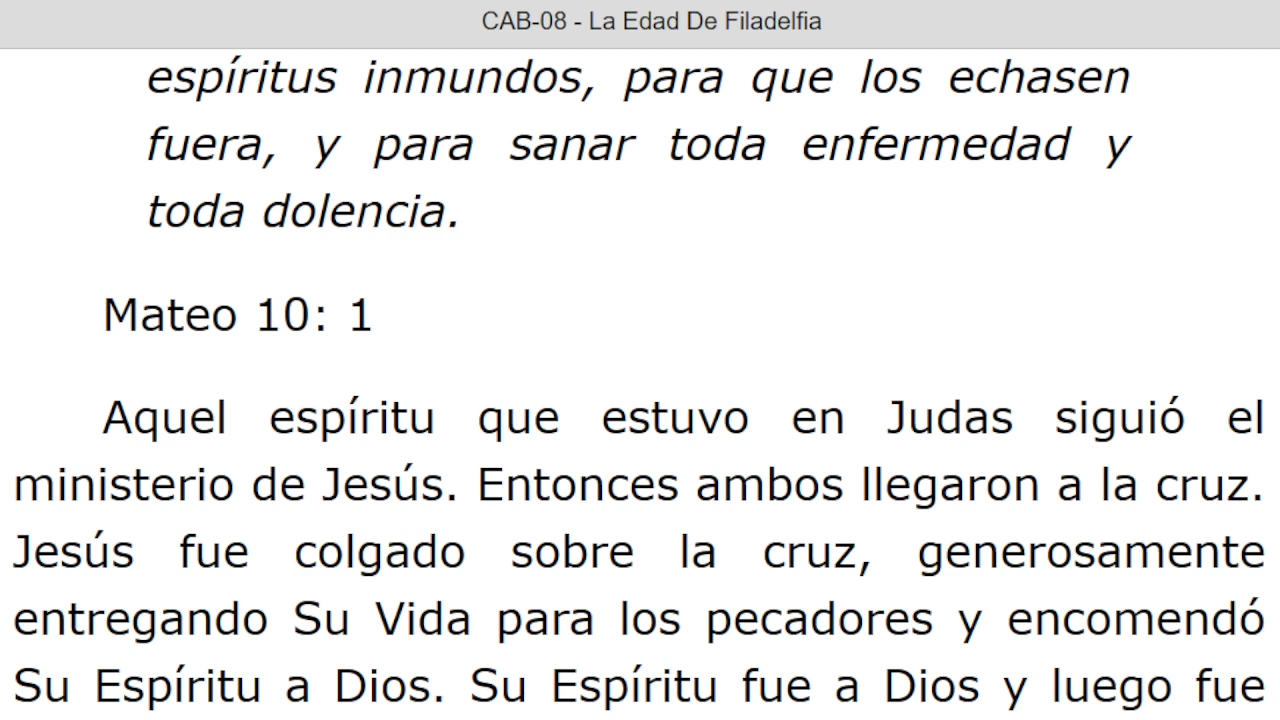 CAB-08 - La Edad De Filadelfia
espíritus inmundos, para que los echasen
fuera, y para sanar toda enfermedad y
toda dolencia.
Mateo 10: 1
Aquel espíritu que estuvo en Judas siguió el
ministerio de Jesús. Entonces ambos llegaron a la cruz.
Jesús fue colgado sobre la cruz, generosamente
entregando Su Vida para los pecadores y encomendó
Su Espíritu a Dios. Su Espíritu fue a Dios y luego fue